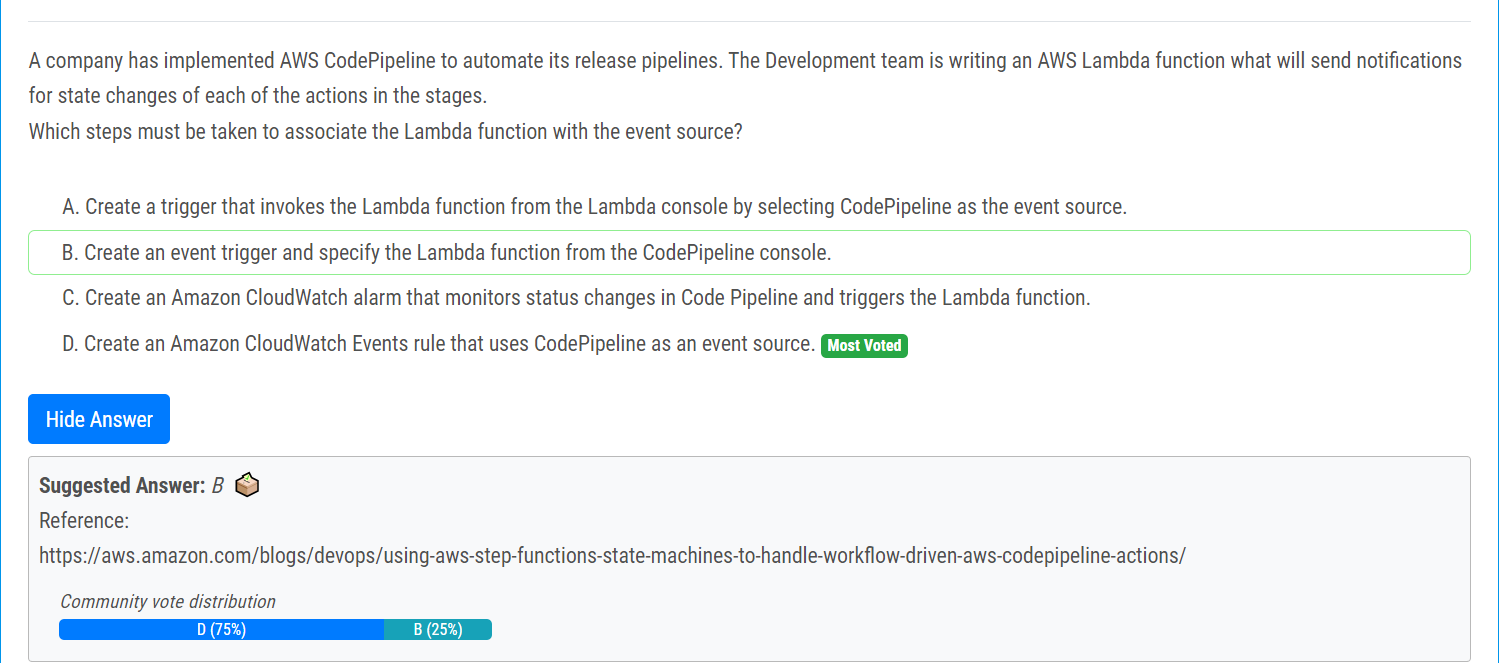 A company has implemented AWS CodePipeline to automate its release pipelines. The Development team is writing an AWS Lambda function what will send notifications
for state changes of each of the actions in the stages.
Which steps must be taken to associate the Lambda function with the event source?
A. Create a trigger that invokes the Lambda function from the Lambda console by selecting CodePipeline as the event source.
B. Create an event trigger and specify the Lambda function from the CodePipeline console.
C. Create an Amazon CloudWatch alarm that monitors status changes in Code Pipeline and triggers the Lambda function.
D. Create an Amazon CloudWatch Events rule that uses CodePipeline as an event source. Most Voted
Hide Answer
Suggested Answer: B
Reference:
https://aws.amazon.com/blogs/devops/using-aws-step-functions-state-machines-to-handle-workflow-driven-aws-codepipeline-actions/
Community vote distribution
D (75%) B (25%)